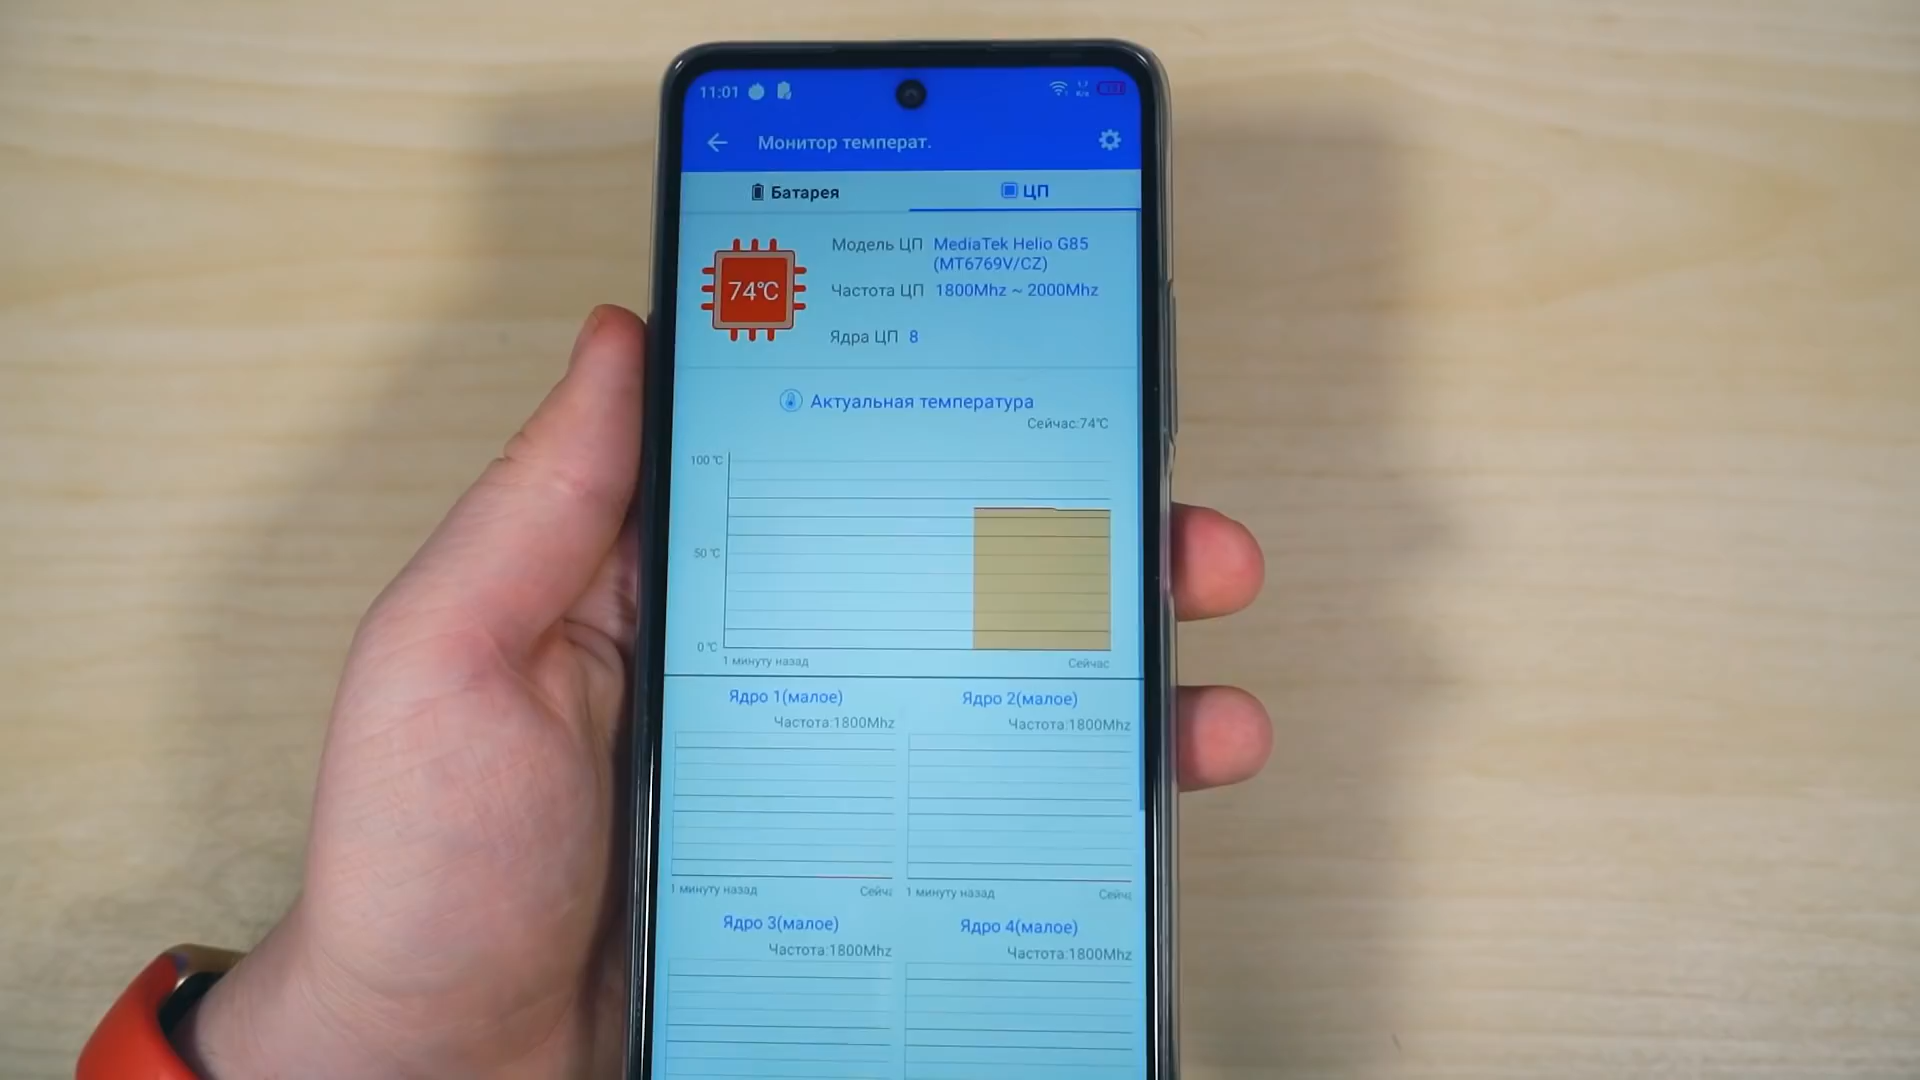 11:01
Монитор температ.
Батарея
ЦП
74℃
Модель ЦП MediaTek Helio G85
(MT6769V/CZ)
Частота ЦП 1800Mhz ~ 2000Mhz
Ядра ЦП 8
Актуальная температура
Сейчас:74℃
100 ℃
50 ℃
0 ℃
1 минуту назад
Сейчас
Ядро 1(малое)
Частота:1800Mhz
1 минуту назад
Ядро 2(малое)
Частота:1800Mhz
1 минуту назад
Ядро 3(малое)
Частота:1800Mhz
Ядро 4(малое)
Частота:1800Mhz